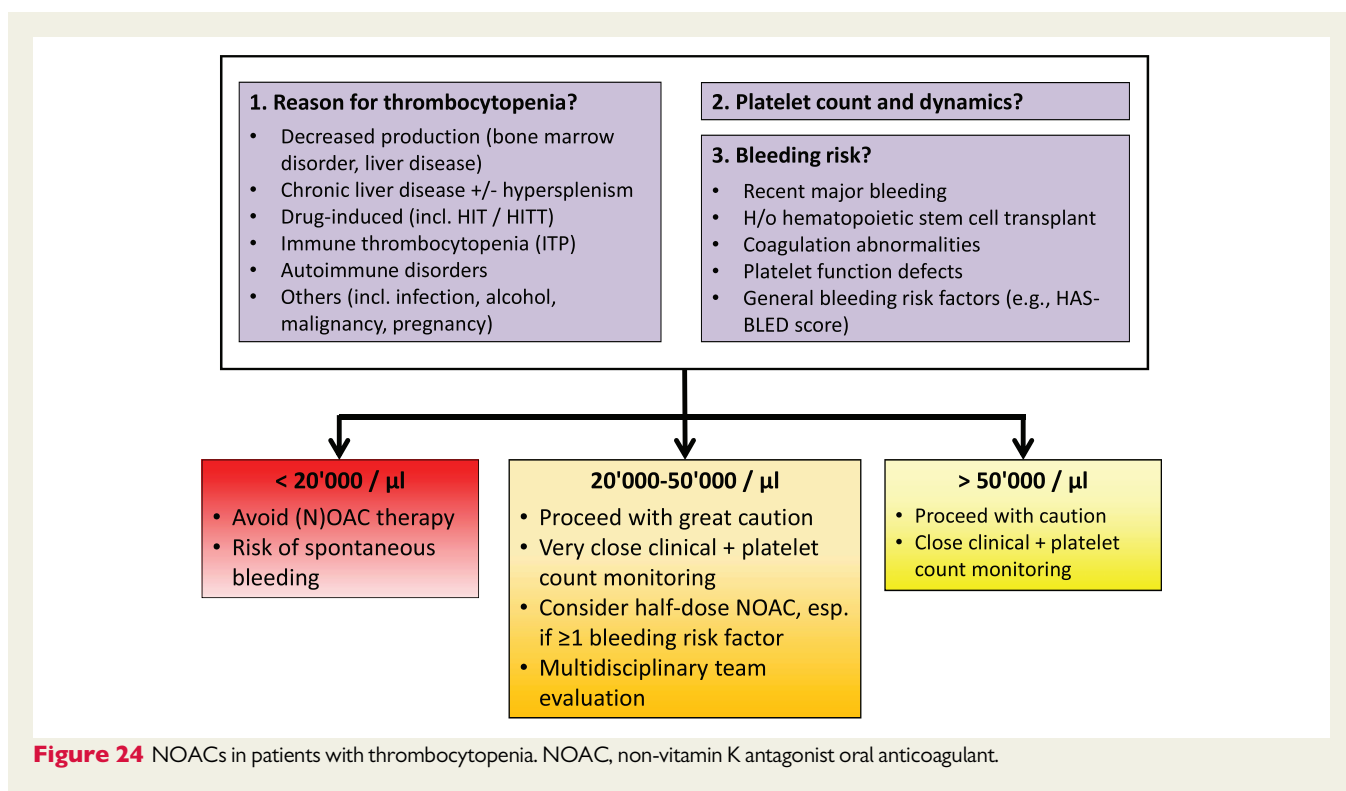 1. Reason for thrombocytopenia?
• Decreased production (bone marrow
disorder, liver disease)
• Chronic liver disease +/- hypersplenism
• Drug-induced (incl. HIT / HITT)
• Immune thrombocytopenia (ITP)
• Autoimmune disorders
• Others (incl. infection, alcohol,
malignancy, pregnancy)
2. Platelet count and dynamics?
3. Bleeding risk?
• Recent major bleeding
• H/o hematopoietic stem cell transplant
• Coagulation abnormalities
• Platelet function defects
• General bleeding risk factors (e.g., HAS-
BLED score)
< 20'000 / µl
• Avoid (N)OAC therapy
• Risk of spontaneous
bleeding
20'000-50'000 / µl
• Proceed with great caution
• Very close clinical + platelet
count monitoring
• Consider half-dose NOAC, esp.
if ≥1 bleeding risk factor
• Multidisciplinary team
evaluation
> 50'000 / µl
• Proceed with caution
• Close clinical + platelet
count monitoring
Figure 24 NOACs in patients with thrombocytopenia. NOAC, non-vitamin K antagonist oral anticoagulant.